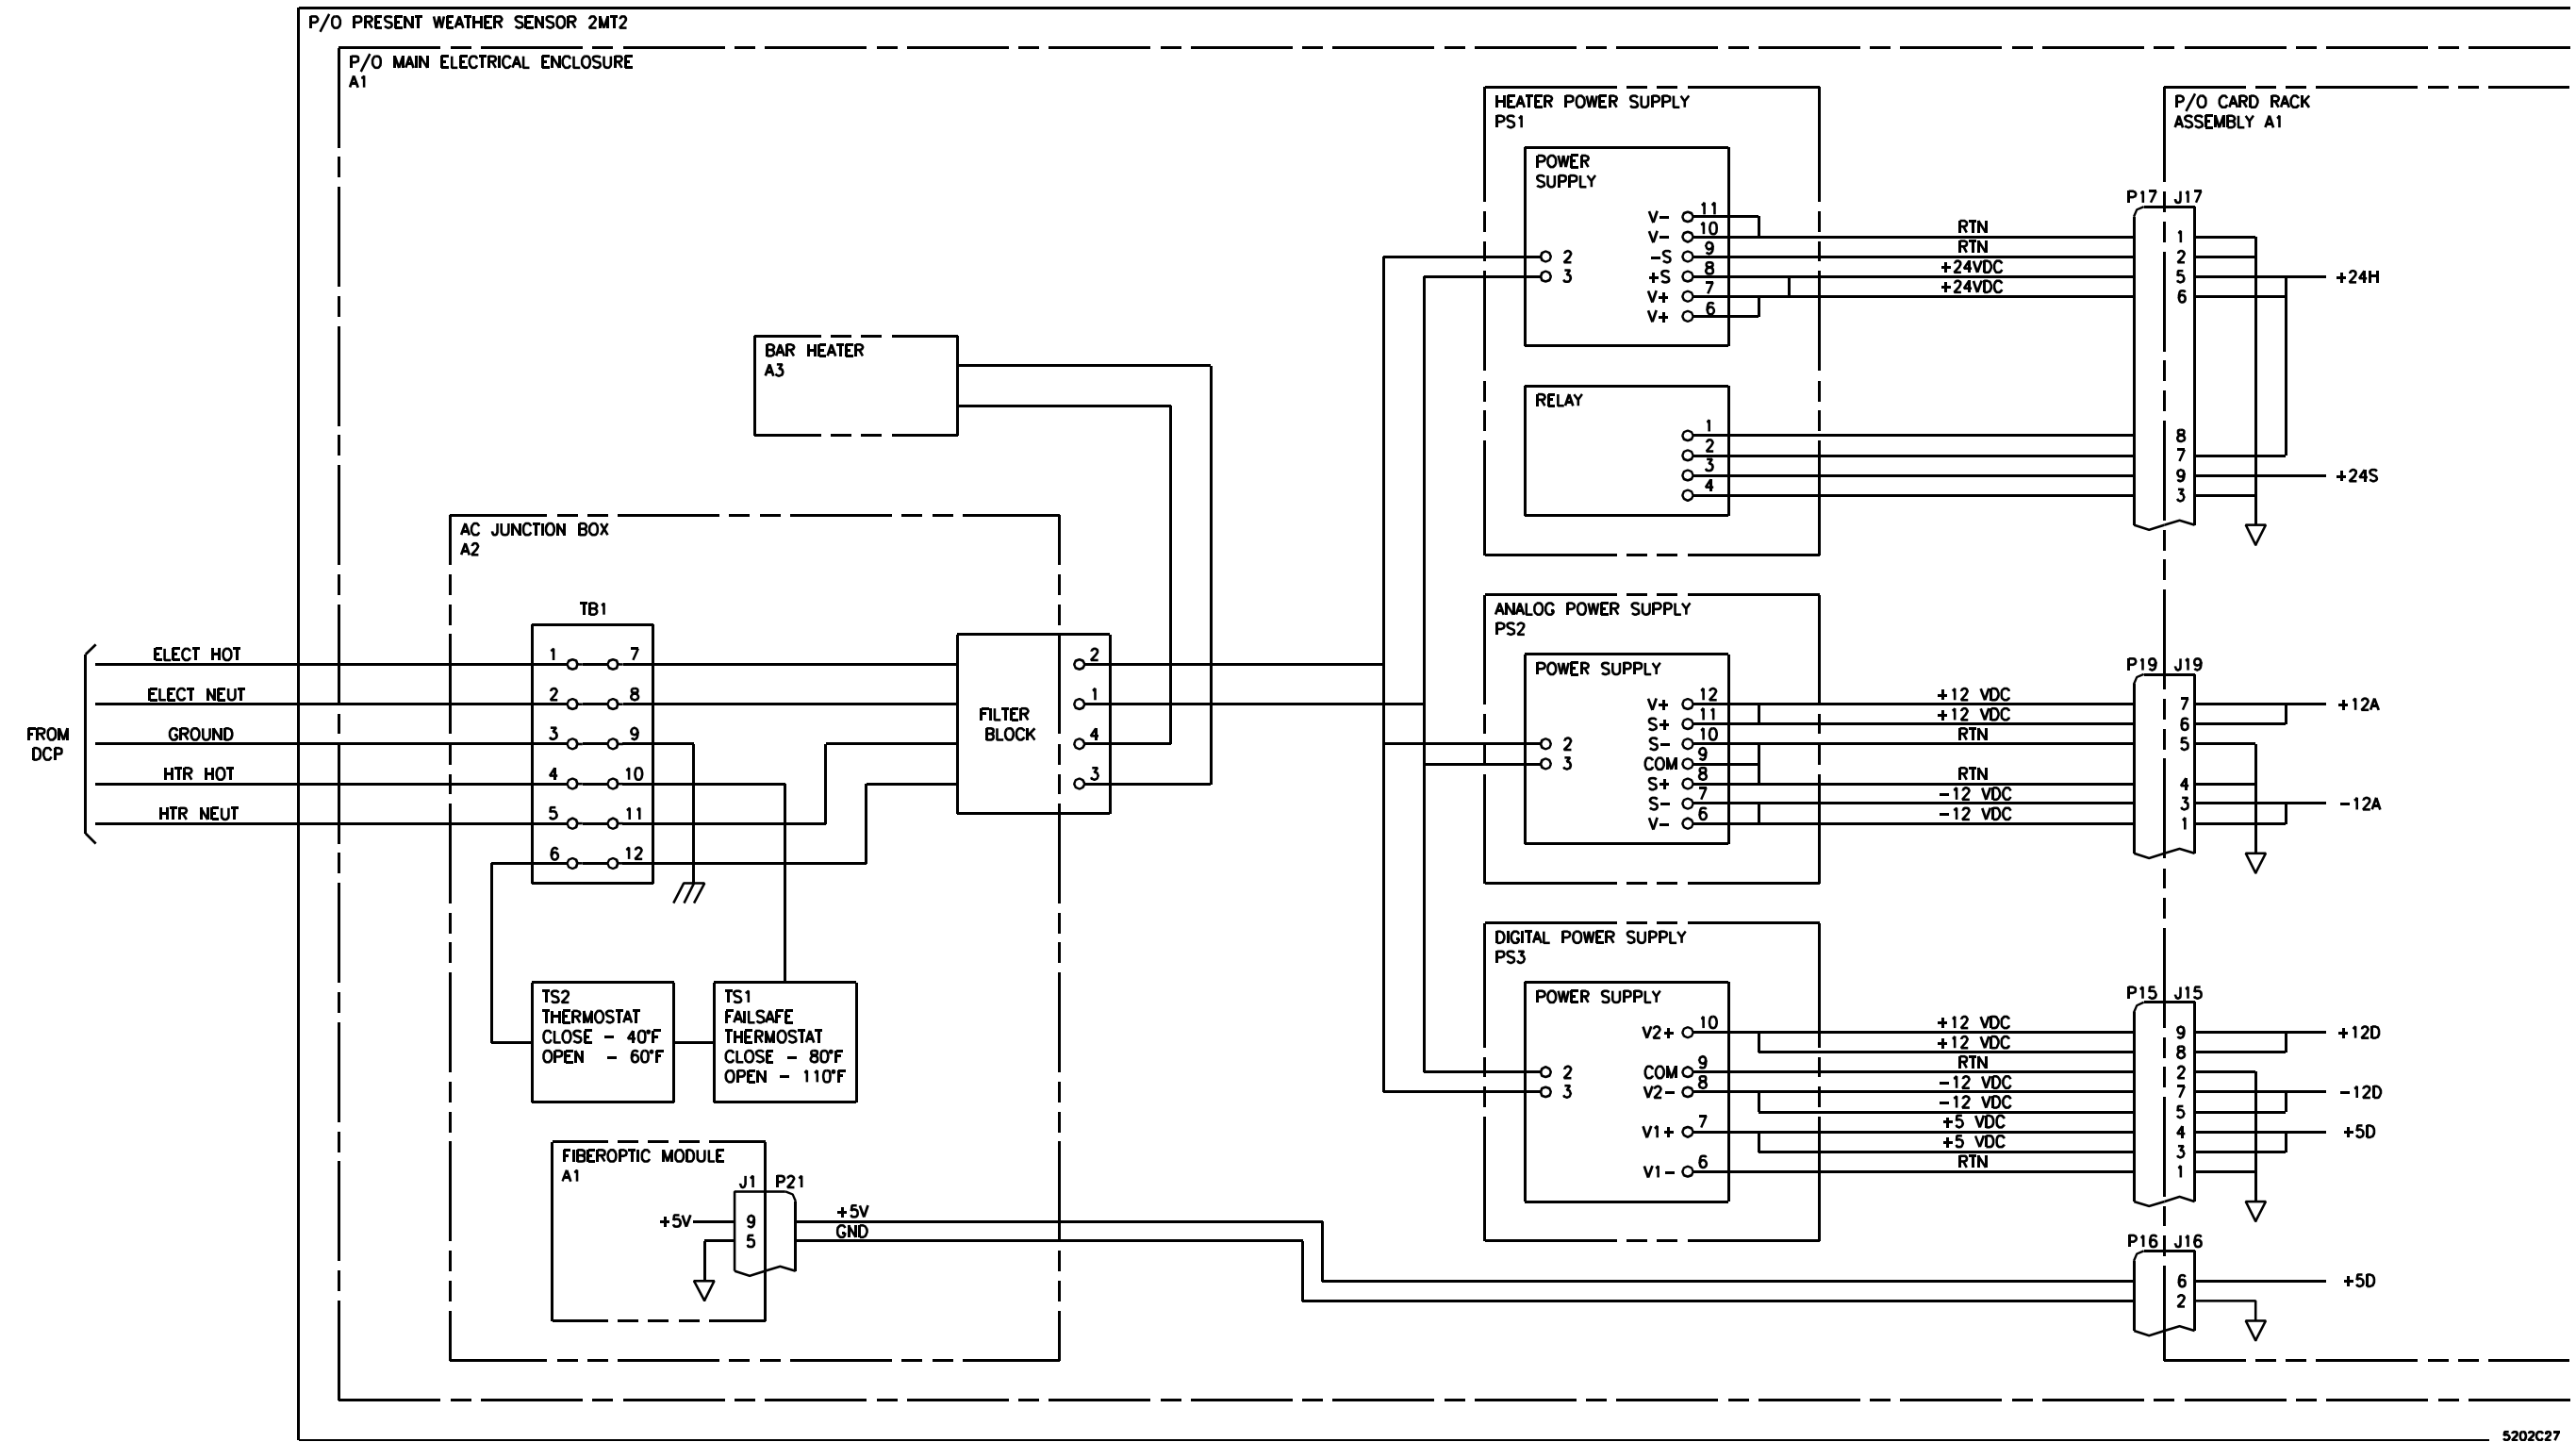 P/O PRESENT WEATHER SENSOR 2MT2
P/O MAIN ELECTRICAL ENCLOSURE
A1
HEATER POWER SUPPLY
PS1
POWER
SUPPLY
V- 11
V- 10
-S 9
+S 8
V+ 7
V+ 6
2
3
RELAY
1
2
3
4
RTN
RTN
+24VDC
+24VDC
P/O CARD RACK
ASSEMBLY A1
P17 J17
1
2
5
6
8
7
9
3
+24H
+24S
BAR HEATER
A3
AC JUNCTION BOX
A2
TB1
1 7
2 8
3 9
4 10
5 11
6 12
FROM
DCP
ELECT HOT
ELECT NEUT
GROUND
HTR HOT
HTR NEUT
FILTER
BLOCK
2
1
4
3
ANALOG POWER SUPPLY
PS2
POWER SUPPLY
V+ 12
S+ 11
S- 10
COM 9
S+ 8
S- 7
V- 6
2
3
+12 VDC
+12 VDC
RTN
RTN
-12 VDC
-12 VDC
P19 J19
7
6
5
4
3
1
+12A
-12A
TS2
THERMOSTAT
CLOSE - 40°F
OPEN - 60°F
TS1
FAILSAFE
THERMOSTAT
CLOSE - 80°F
OPEN - 110°F
DIGITAL POWER SUPPLY
PS3
POWER SUPPLY
V2+ 10
COM 9
V2- 8
V1+ 7
V1- 6
2
3
+12 VDC
+12 VDC
RTN
-12 VDC
-12 VDC
+5 VDC
+5 VDC
RTN
P15 J15
9
8
2
7
5
4
3
1
+12D
-12D
+5D
FIBEROPTIC MODULE
A1
J1 P21
+5V 9 +5V
5 GND
P16 J16
6
2
+5D
5202C27